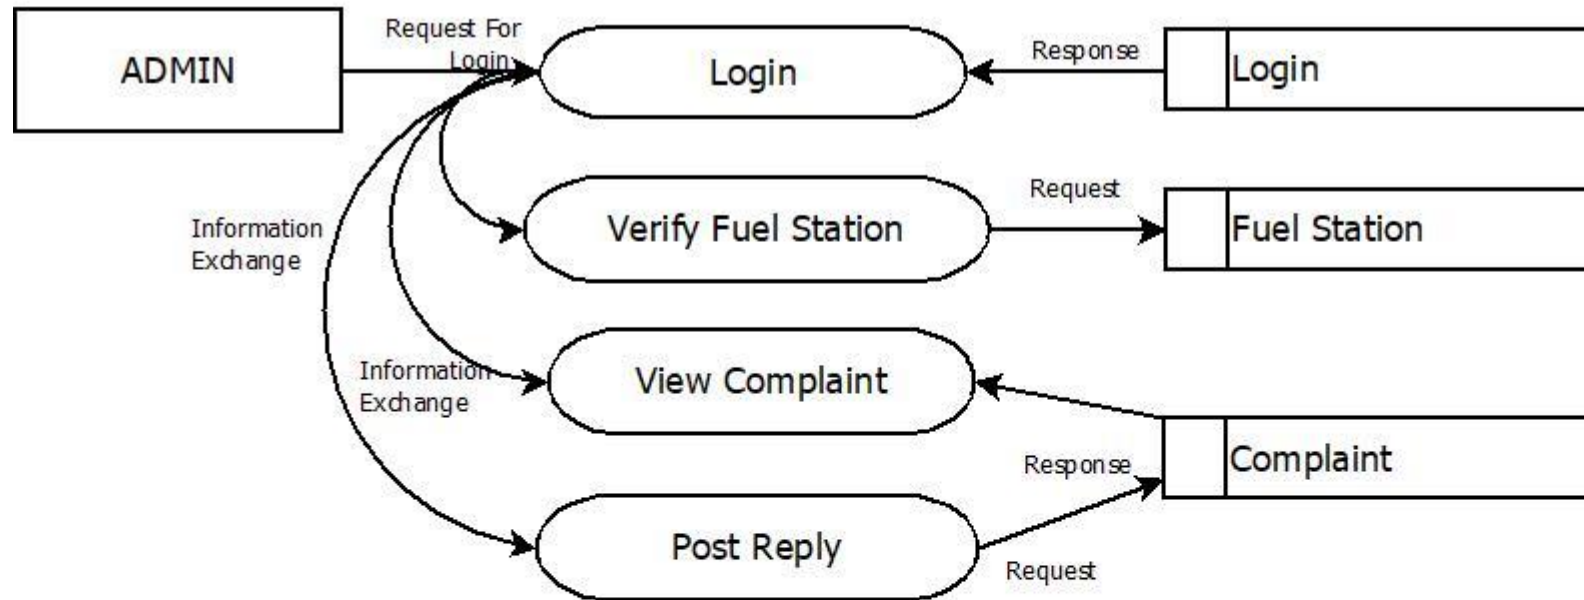 ADMIN
Request For
Login
Login
Response
Login
Verify Fuel Station
Request
Fuel Station
Information
Exchange
Information
Exchange
View Complaint
Response
Complaint
Post Reply
Request